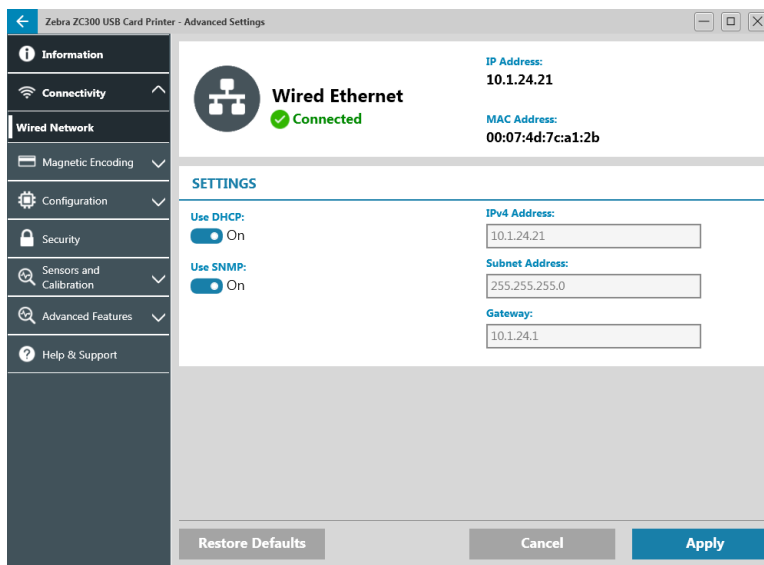 Zebra ZC300 USB Card Printer - Advanced Settings
Information
Connectivity
Wired Network
Magnetic Encoding
Configuration
Security
Sensors and
Calibration
Advanced Features
Help & Support
Wired Ethernet
Connected
IP Address:
10.1.24.21
MAC Address:
00:07:4d:7c:a1:2b
SETTINGS
Use DHCP:
On
Use SNMP:
On
IPv4 Address:
10.1.24.21
Subnet Address:
255.255.255.0
Gateway:
10.1.24.1
Restore Defaults
Cancel
Apply